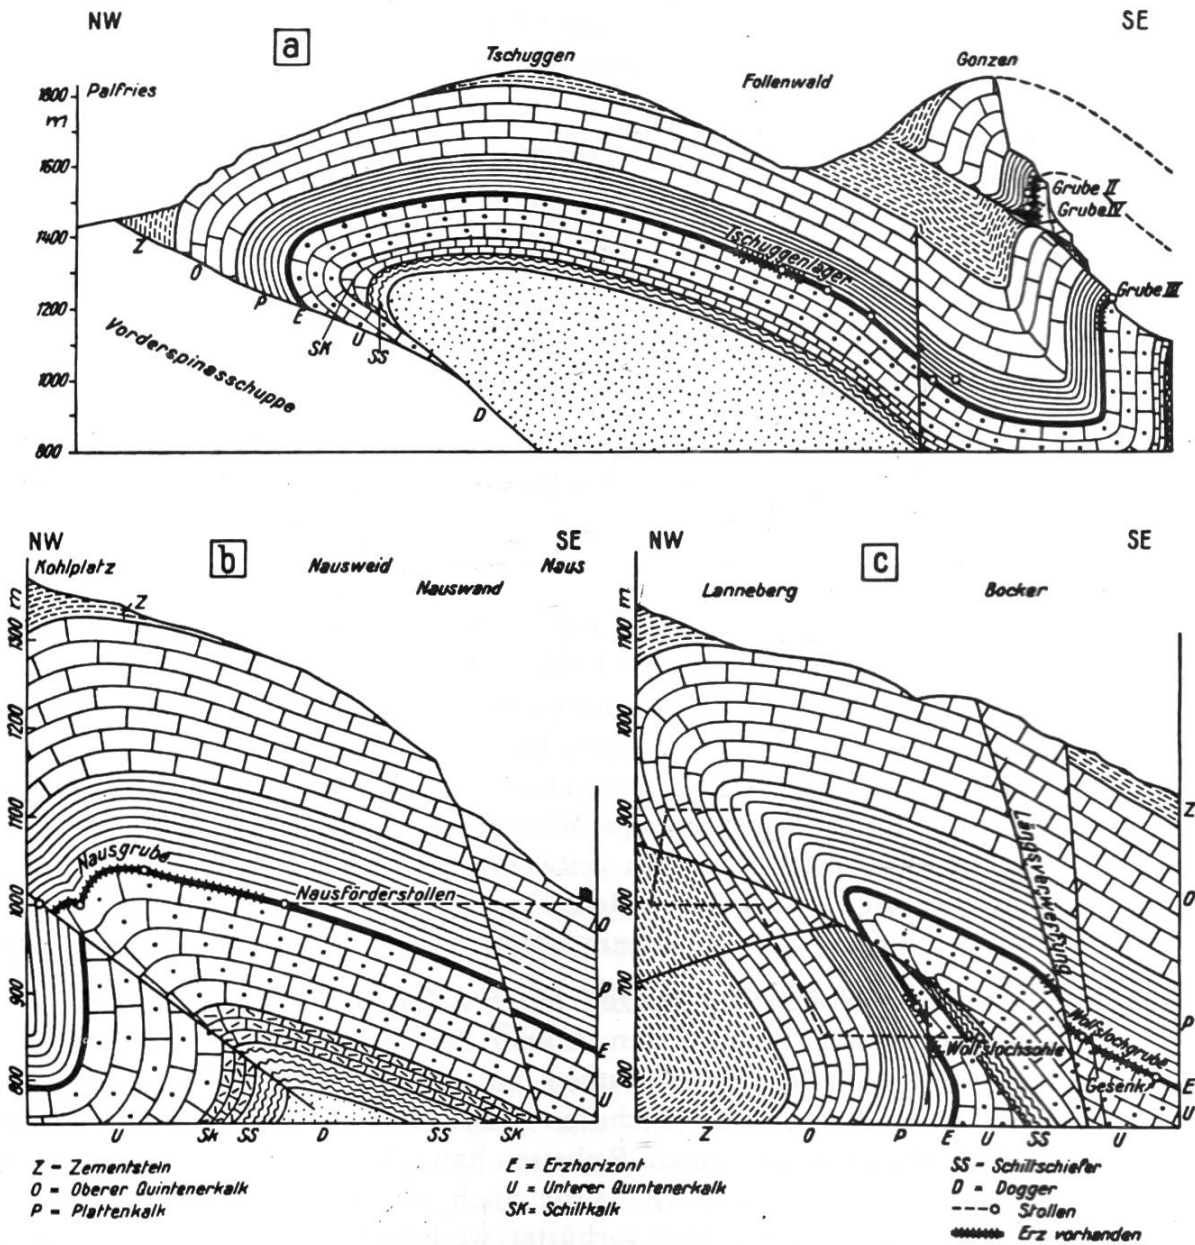 NW
a
SE
Tschuggen
Gonzen
Follenwald
Palfries
1800
m
1600
1400
1200
1000
800
Grube II
Grube IV
Grube III
Tschuggenlager
Z
O
P
E
SK
U
SS
D
Vorderspinasschuppe
NW
b
SE
Kohlplatz
Nausweid
Nauswand
Naus
Z
m
1300
1200
1100
1000
900
800
Nausgrube
Nausförderstollen
O
P
E
U
U
SK
SS
D
SS
SK
NW
c
SE
Lanneberg
Bocker
m
1100
1000
900
800
700
600
Längsverwerfung
Wolfslochgrube
Wolfslochsohle
Gesenk
Z
O
P
E
U
Z
O
P
E
U
SS
U
Z - Zementstein
O = Oberer Quintenerkalk
P = Plattenkalk
E = Erzhorizont
U = Unterer Quintenerkalk
SK = Schiltkalk
SS - Schiltschiefer
D = Dogger
Stollen
Erz vorhanden